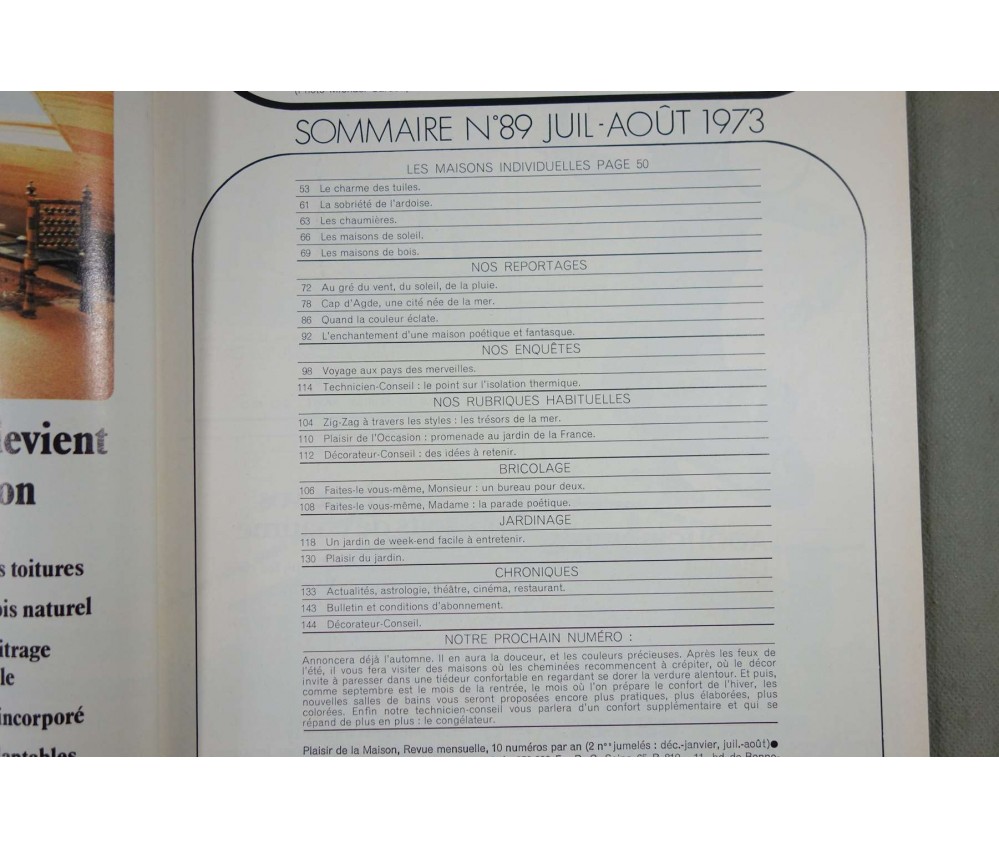 SOMMAIRE N°89 JUIL-AOÛT 1973
LES MAISONS INDIVIDUELLES PAGE 50
53 Le charme des tuiles.
61 La sobriété de l'ardoise.
63 Les chaumières.
66 Les maisons de soleil.
69 Les maisons de bois.
NOS REPORTAGES
72 Au gré du vent, du soleil, de la pluie.
78 Cap d'Agde, une cité née de la mer.
86 Quand la couleur éclate.
92 L'enchantement d'une maison poétique et fantasque.
NOS ENQUÊTES
98 Voyage aux pays des merveilles.
114 Technicien-Conseil : le point sur l'isolation thermique.
NOS RUBRIQUES HABITUELLES
104 Zig-Zag à travers les styles : les trésors de la mer.
110 Plaisir de l'Occasion : promenade au jardin de la France.
112 Décorateur-Conseil : des idées à retenir.
BRICOLAGE
106 Faites-le vous-même, Monsieur : un bureau pour deux.
108 Faites-le vous-même, Madame : la parade poétique.
JARDINAGE
118 Un jardin de week-end facile à entretenir.
130 Plaisir du jardin.
CHRONIQUES
133 Actualités, astrologie, théâtre, cinéma, restaurant.
143 Bulletin et conditions d'abonnement.
144 Décorateur-Conseil.
NOTRE PROCHAIN NUMÉRO :
Annoncera déjà l'automne. Il en aura la douceur, et les couleurs précieuses. Après les feux de
l'été, il vous fera visiter des maisons où les cheminées recommencent à crépiter, où le décor
invite à paresser dans une tiédeur confortable en regardant se dorer la verdure alentour. Et puis,
comme septembre est le mois de la rentrée, le mois où l'on prépare le confort de l'hiver, les
nouvelles salles de bains vous seront proposées encore plus pratiques, plus élaborées, plus
colorées. Enfin notre technicien-conseil vous parlera d'un confort supplémentaire et qui se
répand de plus en plus : le congélateur.
Plaisir de la Maison, Revue mensuelle, 10 numéros par an (2 n°ˢ jumelés : déc.-janvier, juil.-août)●
levient
on
s toitures
ois naturel
itrage
le
incorporé